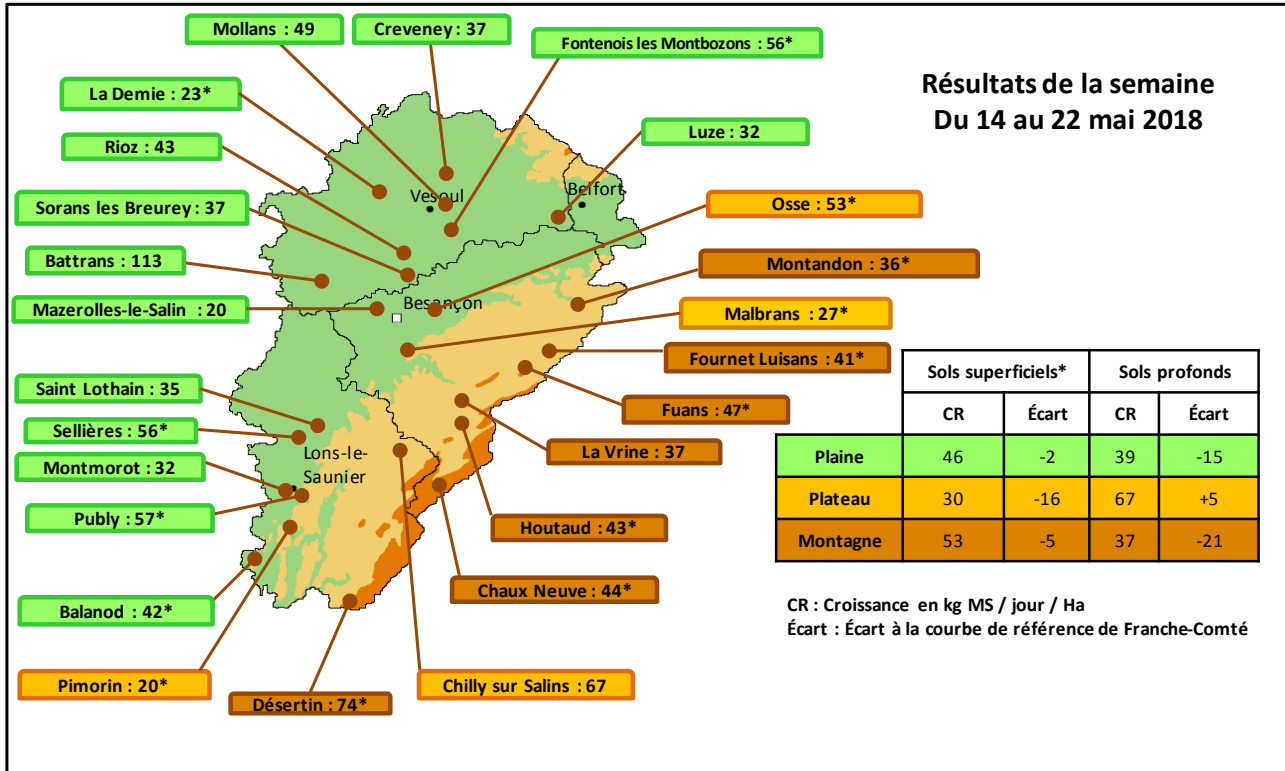 Mollans : 49
Creveney : 37
Fontenois les Montbozons : 56*
La Demie : 23*
Résultats de la semaine
Du 14 au 22 mai 2018
Luze : 32
Rioz : 43
Vesoul
Belfort
Sorans les Breurey : 37
Osse : 53*
Battrans : 113
Montandon : 36*
Mazerolles-le-Salin : 20
Besançon
Malbrans : 27*
Fournet Luisans : 41*
Saint Lothain : 35
Fuans : 47*
Sellières : 56*
Lons-le-
Saunier
La Vrine : 37
Montmorot : 32
Publy : 57*
Houtaud : 43*
Chaux Neuve : 44*
Balanod : 42*
Pimorin : 20*
Désertin : 74*
Chilly sur Salins : 67
Sols superficiels* Sols profonds
CR Écart CR Écart
Plaine 46 -2 39 -15
Plateau 30 -16 67 +5
Montagne 53 -5 37 -21
CR : Croissance en kg MS / jour / Ha
Écart : Écart à la courbe de référence de Franche-Comté